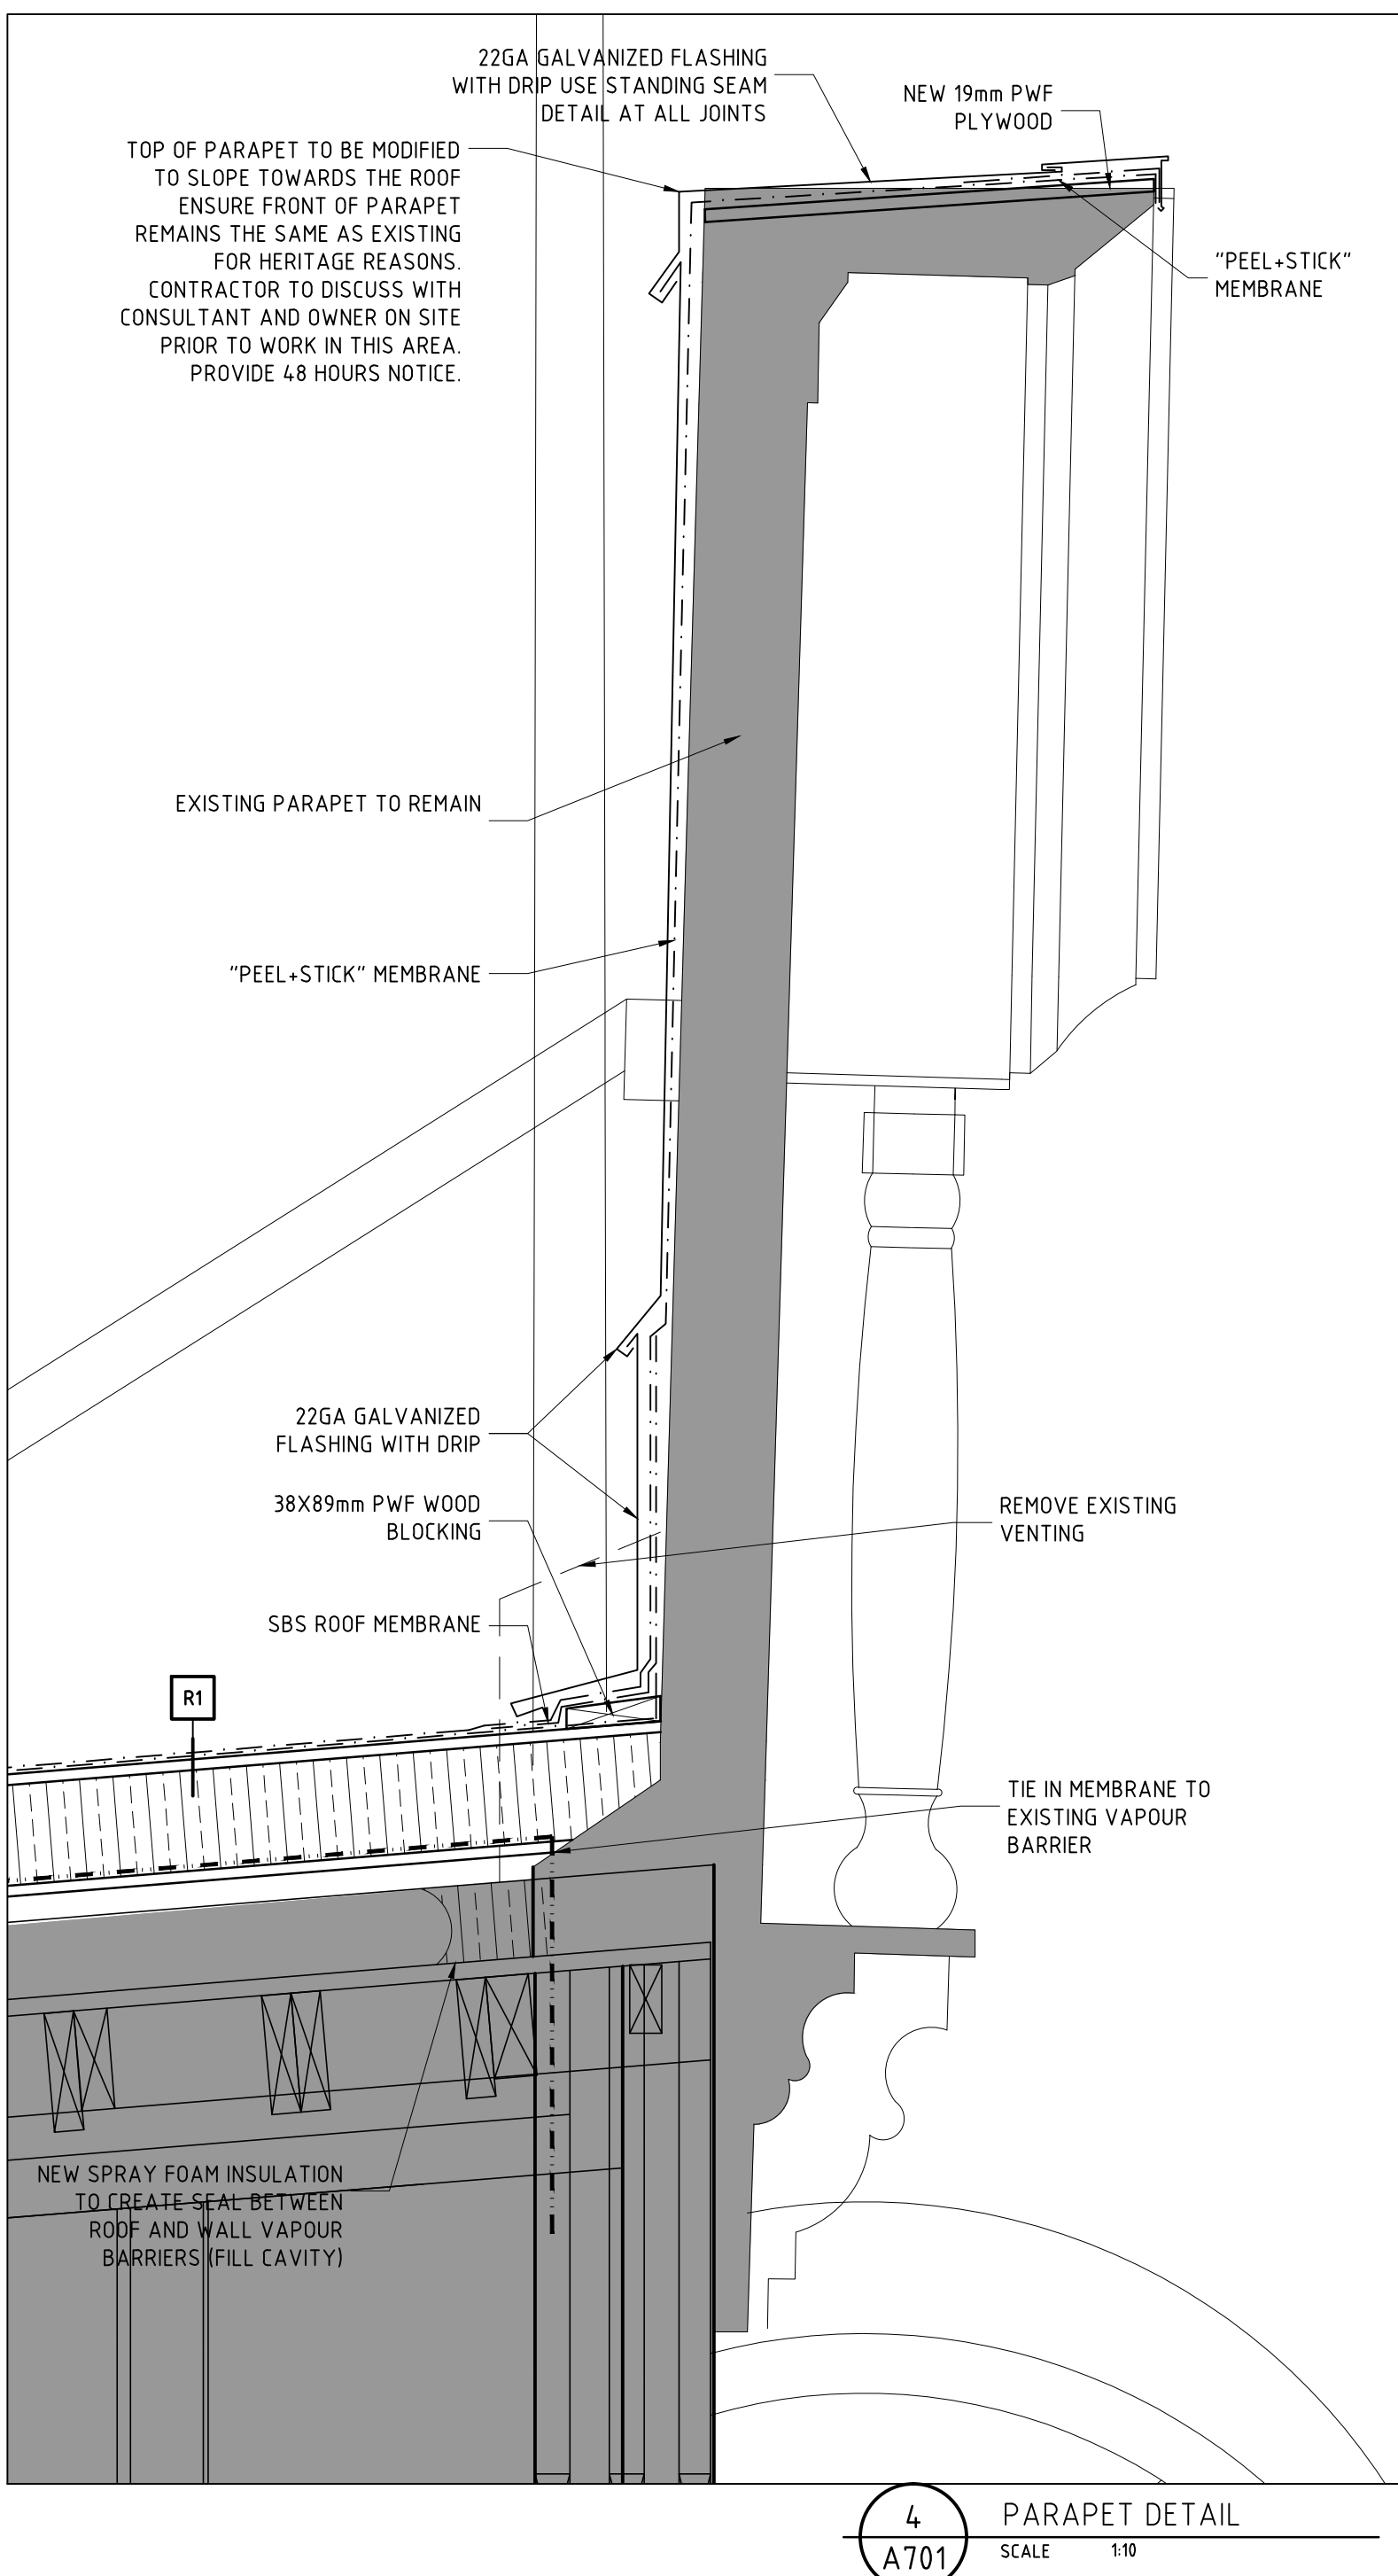 22GA GALVANIZED FLASHING
WITH DRIP USE STANDING SEAM
DETAIL AT ALL JOINTS
NEW 19mm PWF
PLYWOOD
TOP OF PARAPET TO BE MODIFIED
TO SLOPE TOWARDS THE ROOF
ENSURE FRONT OF PARAPET
REMAINS THE SAME AS EXISTING
FOR HERITAGE REASONS.
CONTRACTOR TO DISCUSS WITH
CONSULTANT AND OWNER ON SITE
PRIOR TO WORK IN THIS AREA.
PROVIDE 48 HOURS NOTICE.
"PEEL+STICK"
MEMBRANE
EXISTING PARAPET TO REMAIN
"PEEL+STICK" MEMBRANE
22GA GALVANIZED
FLASHING WITH DRIP
38X89mm PWF WOOD
BLOCKING
REMOVE EXISTING
VENTING
SBS ROOF MEMBRANE
R1
TIE IN MEMBRANE TO
EXISTING VAPOUR
BARRIER
NEW SPRAY FOAM INSULATION
TO CREATE SEAL BETWEEN
ROOF AND WALL VAPOUR
BARRIERS (FILL CAVITY)
4
A701
PARAPET DETAIL
SCALE 1:10